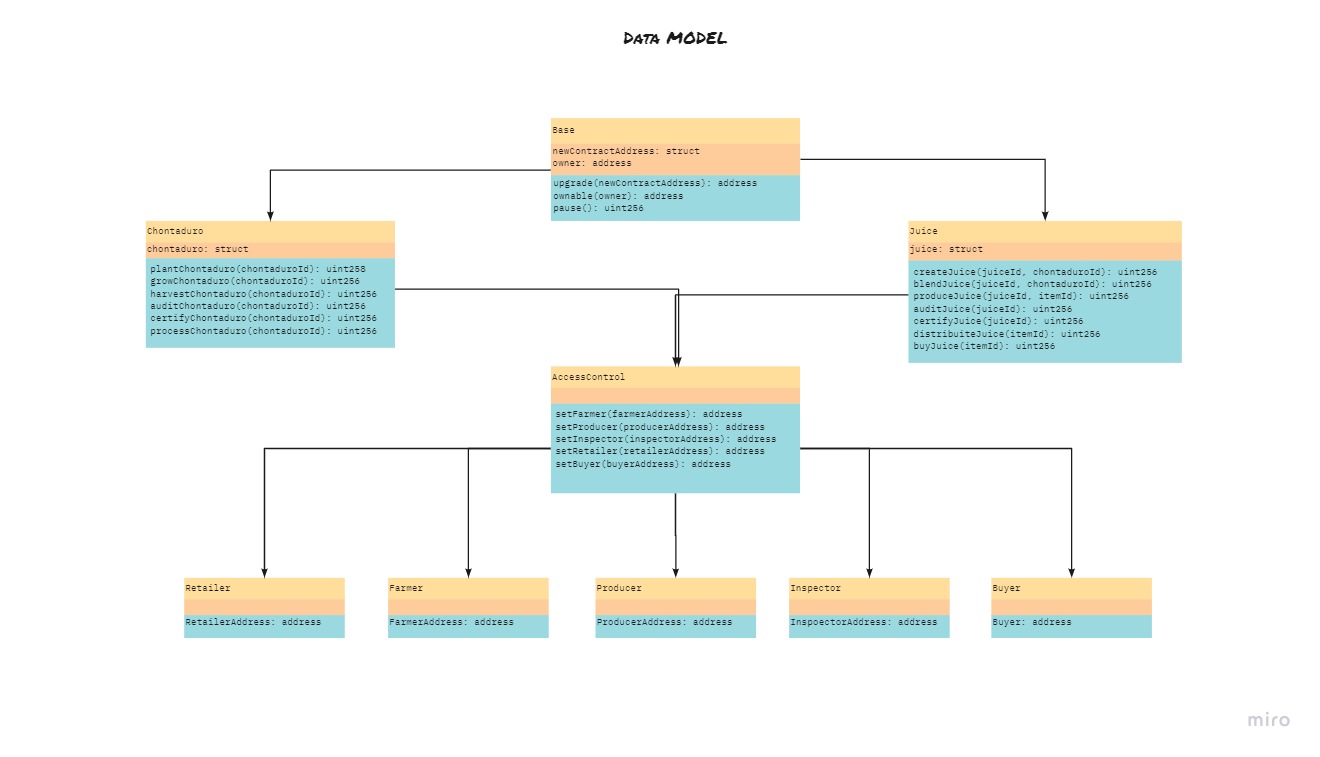 Data MODEL
Base
newContractAddress: struct
owner: address
upgrade(newContractAddress): address
ownable(owner): address
pause(): uint256
Chontaduro
chontaduro: struct
plantChontaduro(chontaduroId): uint258
growChontaduro(chontaduroId): uint256
harvestChontaduro(chontaduroId): uint256
auditChontaduro(chontaduroId): uint256
certifyChontaduro(chontaduroId): uint256
processChontaduro(chontaduroId): uint256
Juice
juice: struct
createJuice(juiceId, chontaduroId): uint256
blendJuice(juiceId, chontaduroId): uint256
produceJuice(juiceId, itemId): uint256
auditJuice(juiceId): uint256
certifyJuice(juiceId): uint256
distribuiteJuice(itemId): uint256
buyJuice(itemId): uint256
AccessControl
setFarmer(farmerAddress): address
setProducer(producerAddress): address
setInspector(inspectorAddress): address
setRetailer(retailerAddress): address
setBuyer(buyerAddress): address
Retailer
RetailerAddress: address
Farmer
FarmerAddress: address
Producer
ProducerAddress: address
Inspector
InspoectorAddress: address
Buyer
Buyer: address
miro